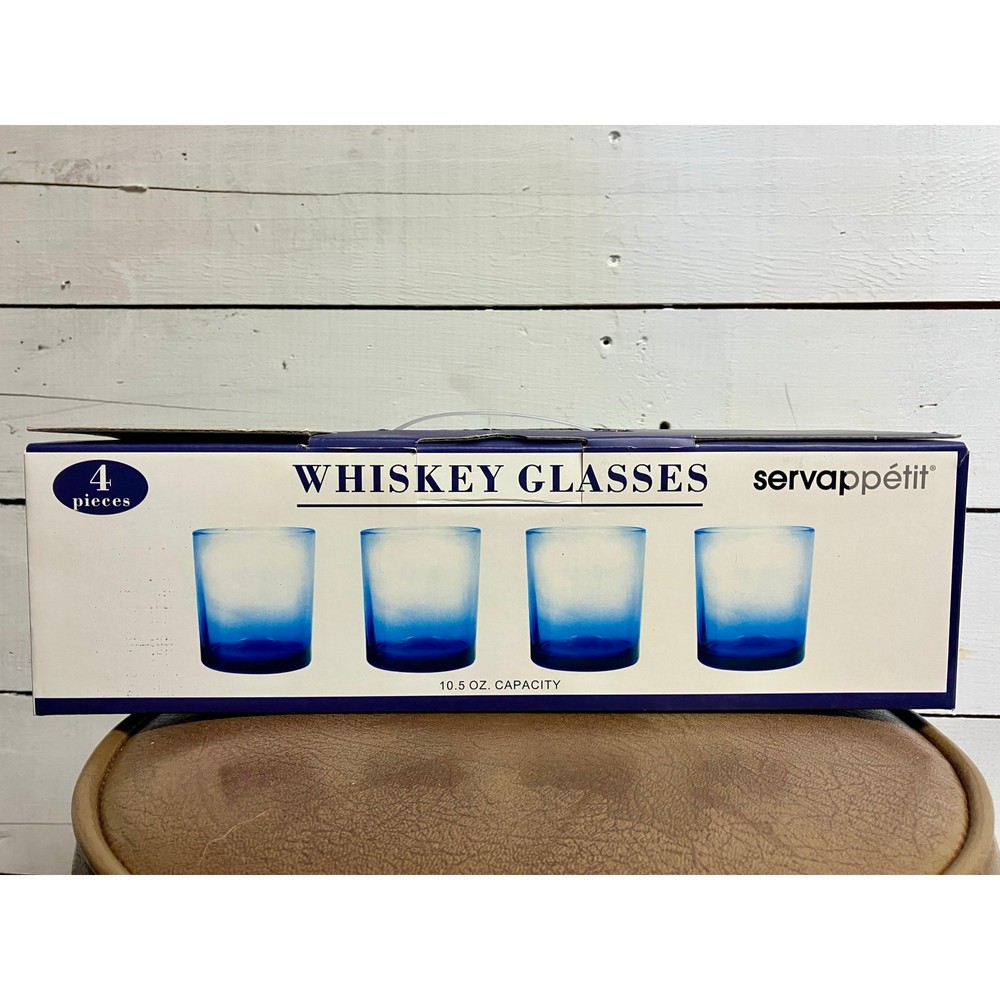 4
pieces
WHISKEY GLASSES
servappétit®
10.5 OZ. CAPACITY